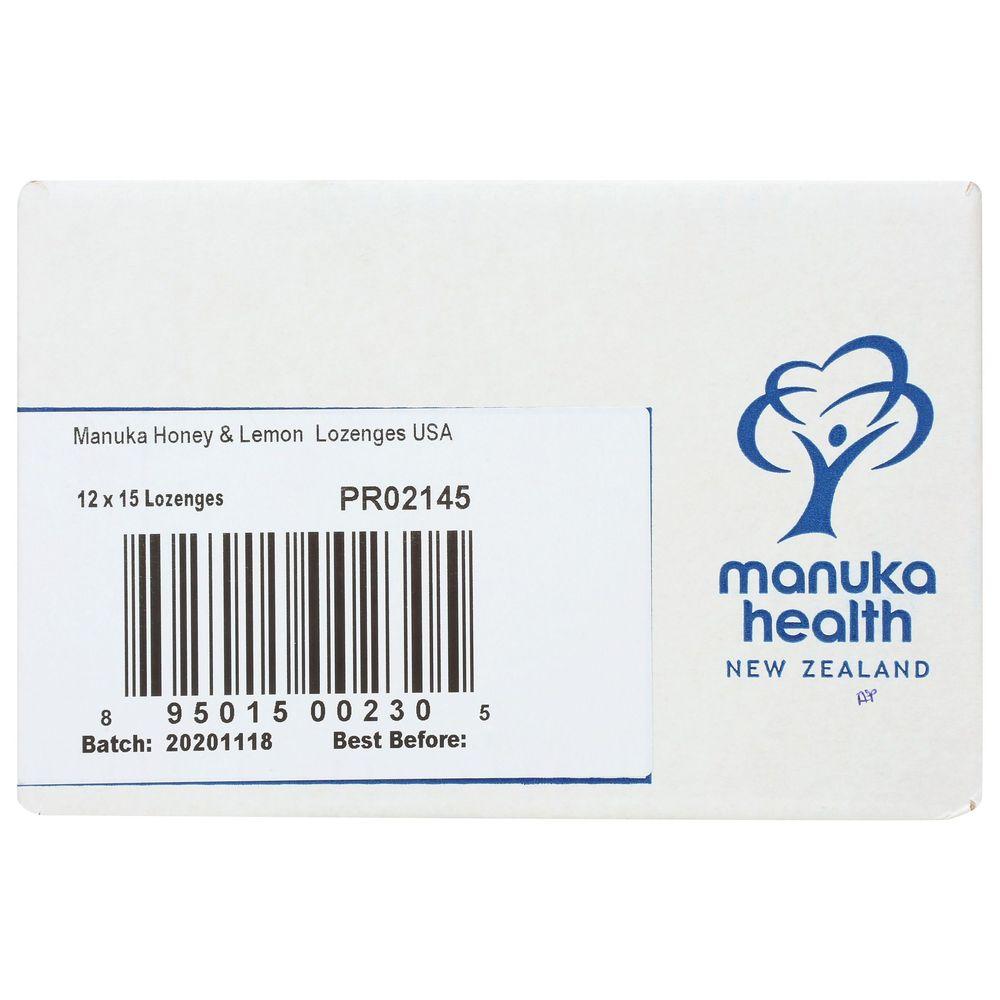 Manuka Honey & Lemon Lozenges USA
12 x 15 Lozenges PR02145
8 95015 00230 5
Batch: 20201118 Best Before:
manuka
health
NEW ZEALAND